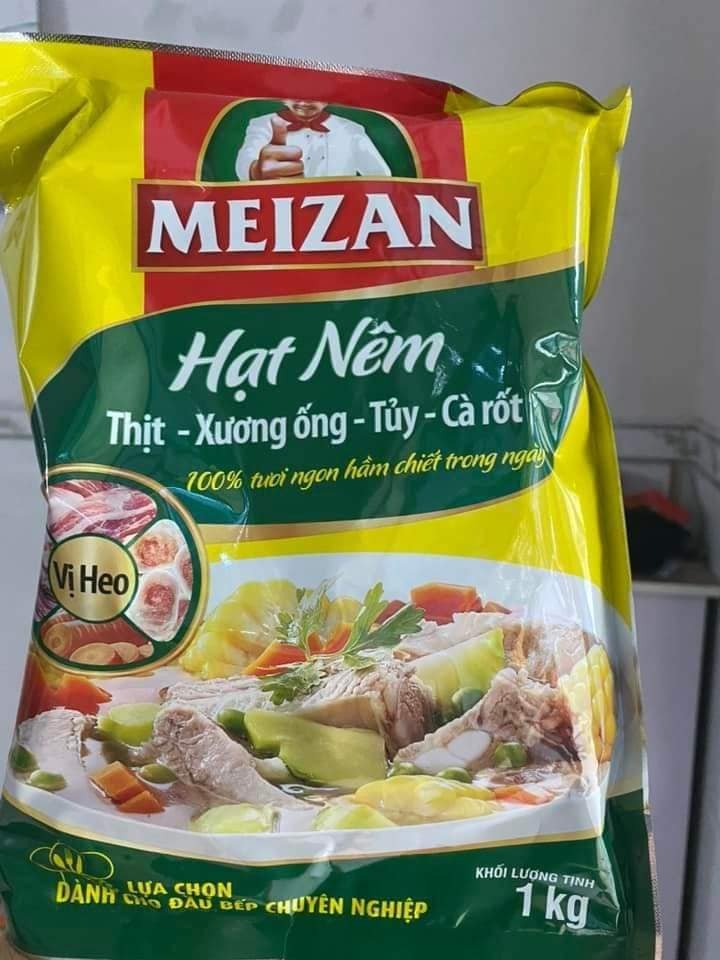 MEIZAN
Hạt Nêm
Thịt - Xương ống - Tủy - Cà rốt
100% tươi ngon hầm chiết trong ngày
Vị Heo
LỰA CHỌN
DÀNH CHO ĐẦU BẾP CHUYÊN NGHIỆP
KHỐI LƯỢNG TỊNH
1 kg